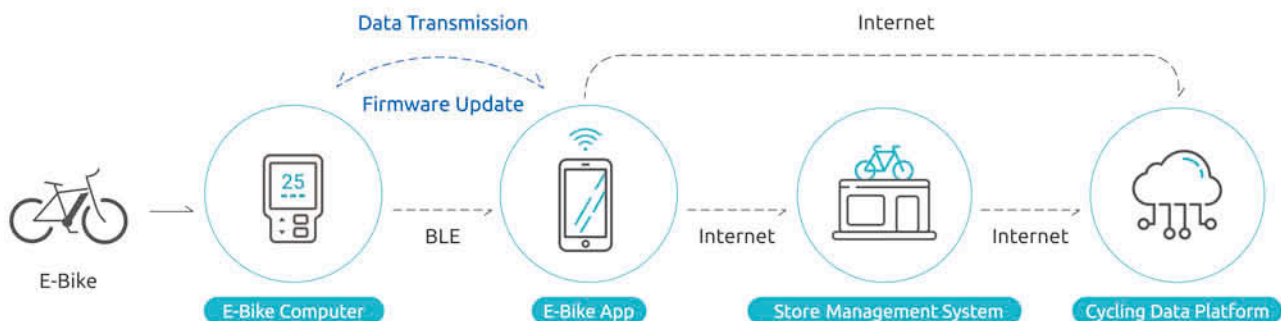 Data Transmission
Internet
Firmware Update
25
BLE
Internet
Internet
E-Bike
E-Bike Computer
E-Bike App
Store Management System
Cycling Data Platform